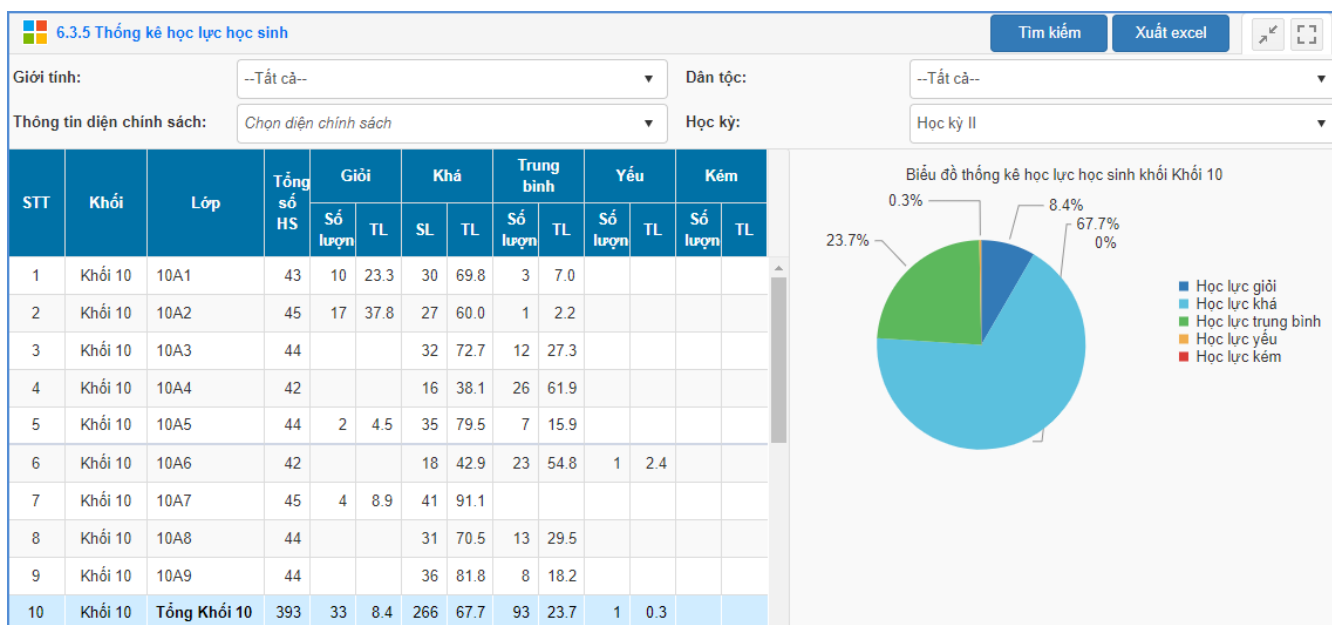 6.3.5 Thống kê học lực học sinh Tìm kiếm Xuất excel
Giới tính: --Tất cả-- Dân tộc: --Tất cả--
Thông tin diện chính sách: Chọn diện chính sách Học kỳ: Học kỳ II
STT Khối Lớp Tổng số HS Giỏi Khá Trung bình Yếu Kém
Số lượn TL SL TL Số lượn TL Số lượn TL Số lượn TL
1 Khối 10 10A1 43 10 23.3 30 69.8 3 7.0
2 Khối 10 10A2 45 17 37.8 27 60.0 1 2.2
3 Khối 10 10A3 44 32 72.7 12 27.3
4 Khối 10 10A4 42 16 38.1 26 61.9
5 Khối 10 10A5 44 2 4.5 35 79.5 7 15.9
6 Khối 10 10A6 42 18 42.9 23 54.8 1 2.4
7 Khối 10 10A7 45 4 8.9 41 91.1
8 Khối 10 10A8 44 31 70.5 13 29.5
9 Khối 10 10A9 44 36 81.8 8 18.2
10 Khối 10 Tổng Khối 10 393 33 8.4 266 67.7 93 23.7 1 0.3
Biểu đồ thống kê học lực học sinh khối Khối 10
0.3% 8.4%
67.7%
23.7% 0%
Học lực giỏi
Học lực khá
Học lực trung bình
Học lực yếu
Học lực kém